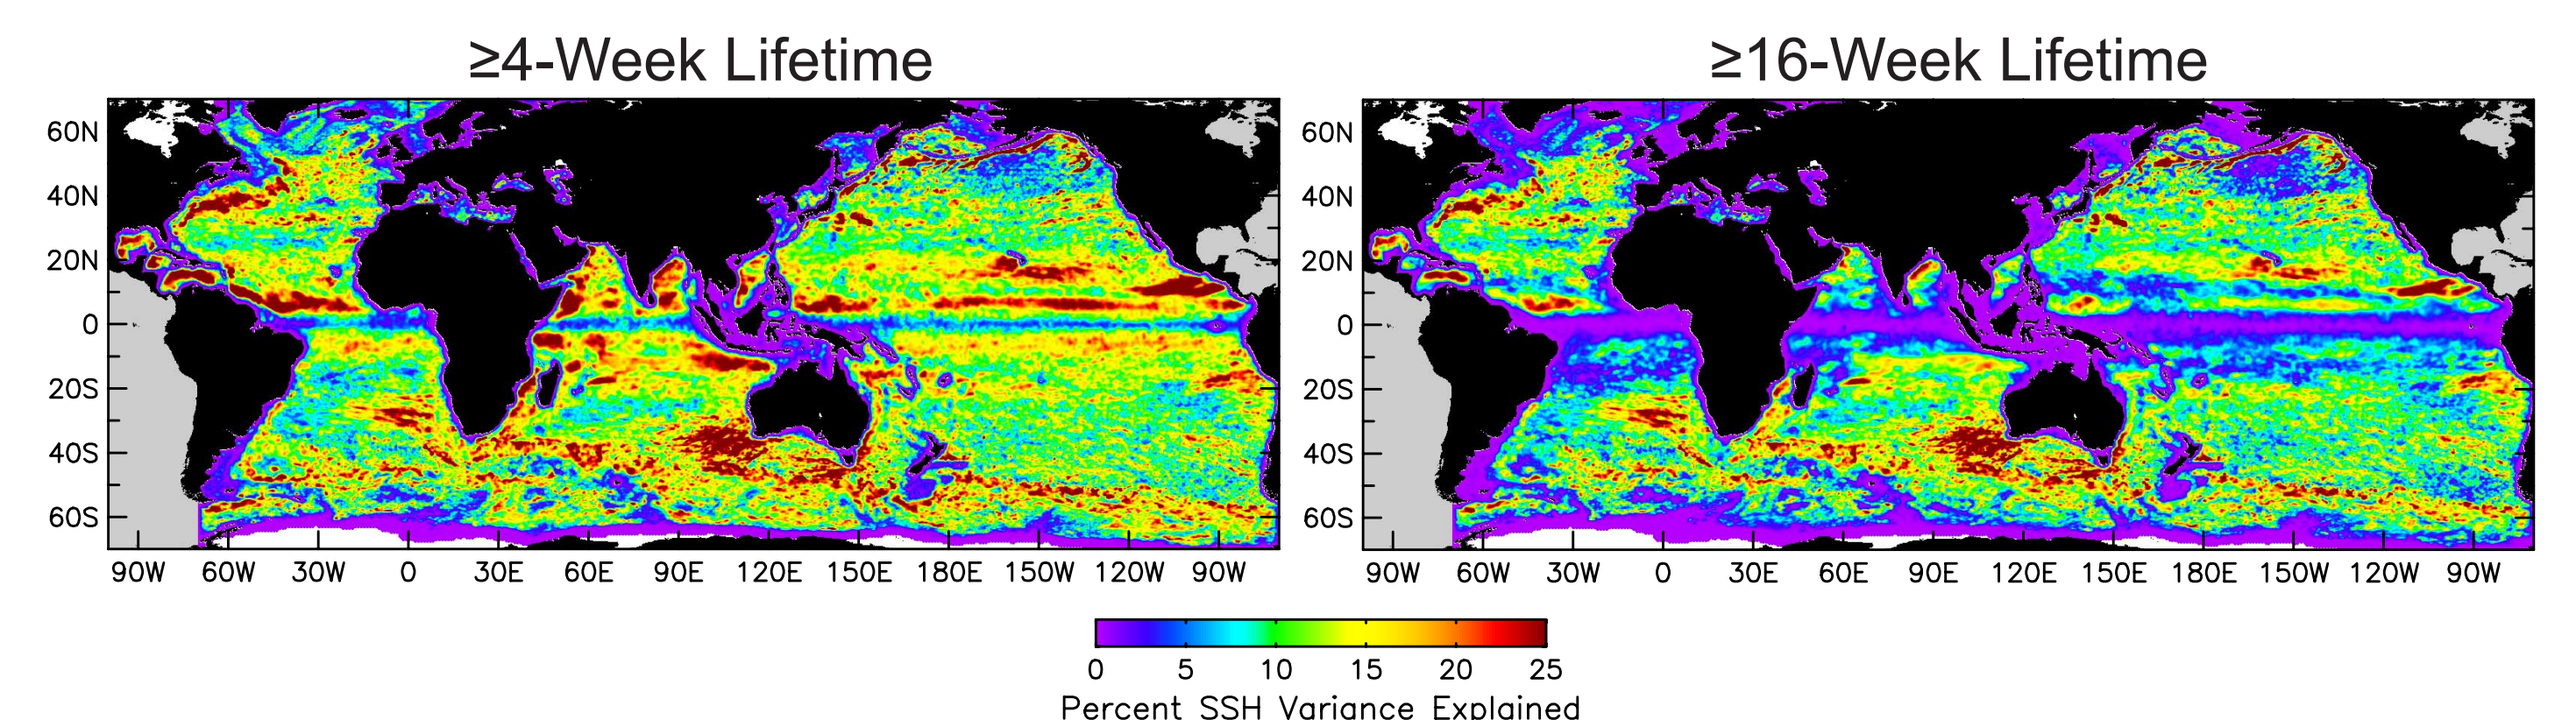 ≥4-Week Lifetime
≥16-Week Lifetime
60N
40N
20N
0
20S
40S
60S
90W 60W 30W 0 30E 60E 90E 120E 150E 180E 150W 120W 90W
60N
40N
20N
0
20S
40S
60S
90W 60W 30W 0 30E 60E 90E 120E 150E 180E 150W 120W 90W
0 5 10 15 20 25
Percent SSH Variance Explained